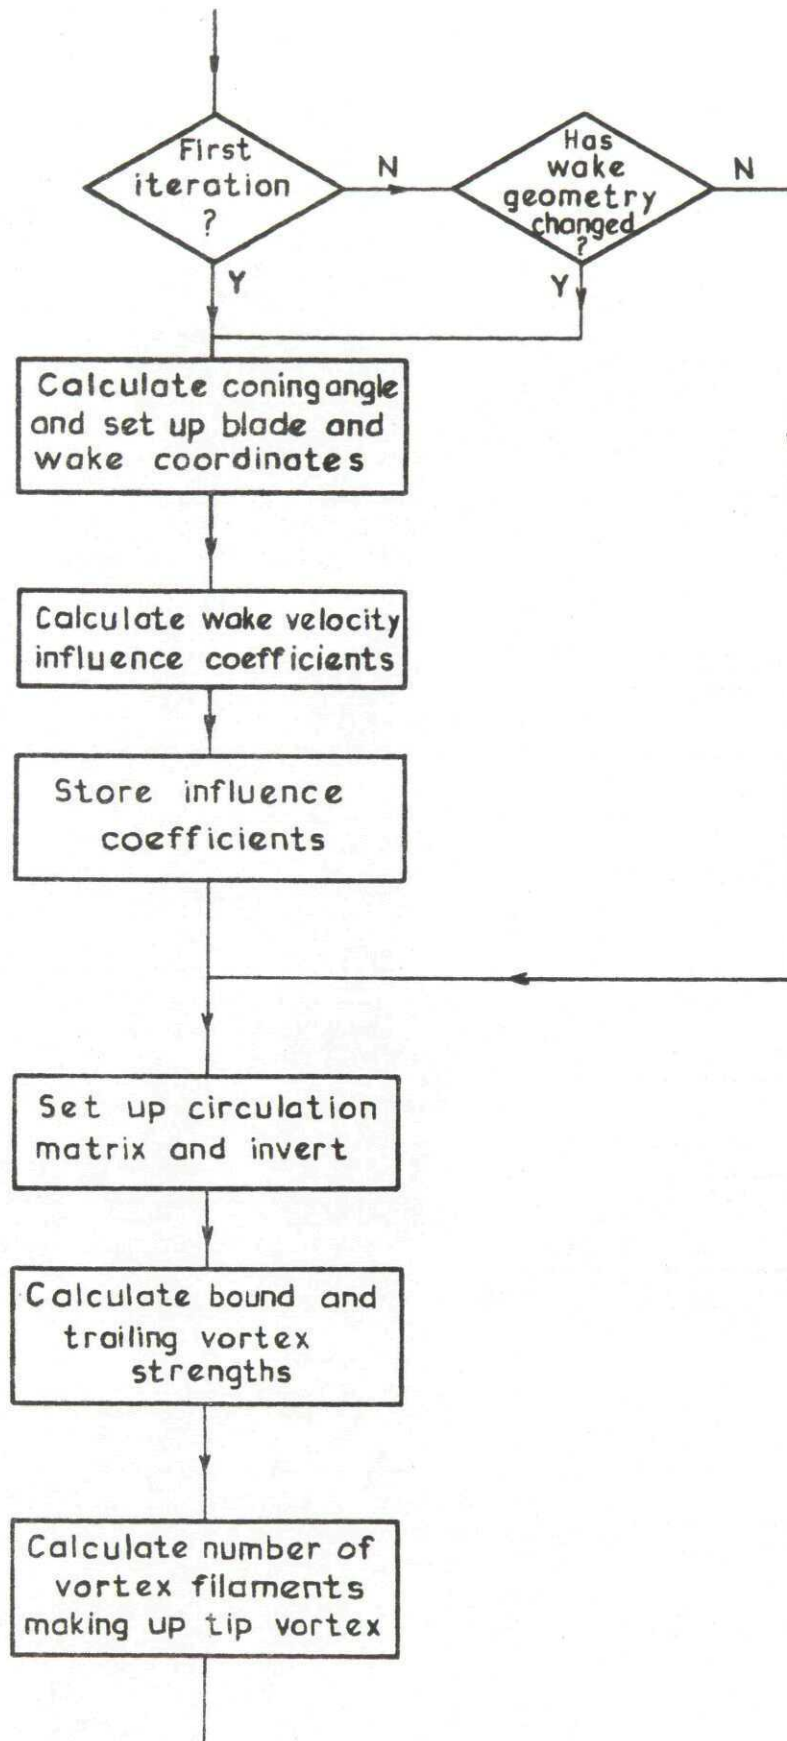 First
iteration
?
N
Has
wake
geometry
changed
?
N
Y
Y
Calculate coning angle
and set up blade and
wake coordinates
Calculate wake velocity
influence coefficients
Store influence
coefficients
Set up circulation
matrix and invert
Calculate bound and
trailing vortex
strengths
Calculate number of
vortex filaments
making up tip vortex